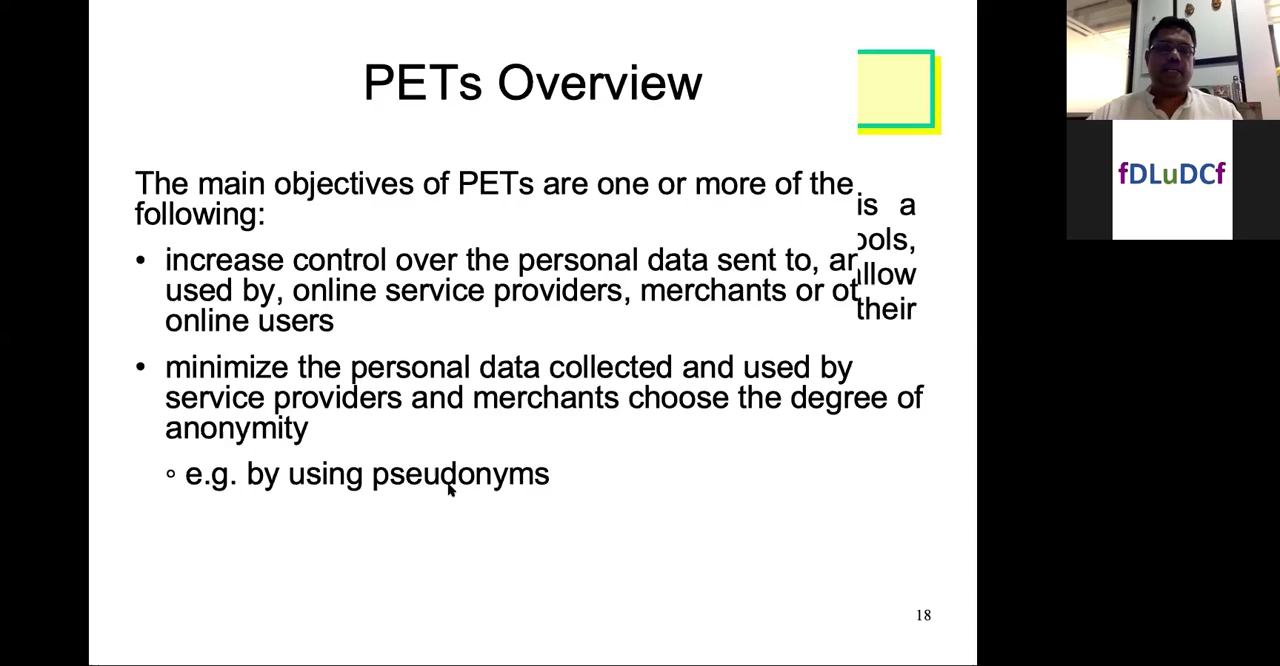 PETs Overview
The main objectives of PETs are one or more of the
is a
following:
ools,
increase control over the personal data sent to, ar
llow
used by, online service providers, merchants or ot
their
online users
minimize the personal data collected and used by
service providers and merchants choose the degree of
anonymity
e.g. by using pseudonyms
18
fDLuDCf